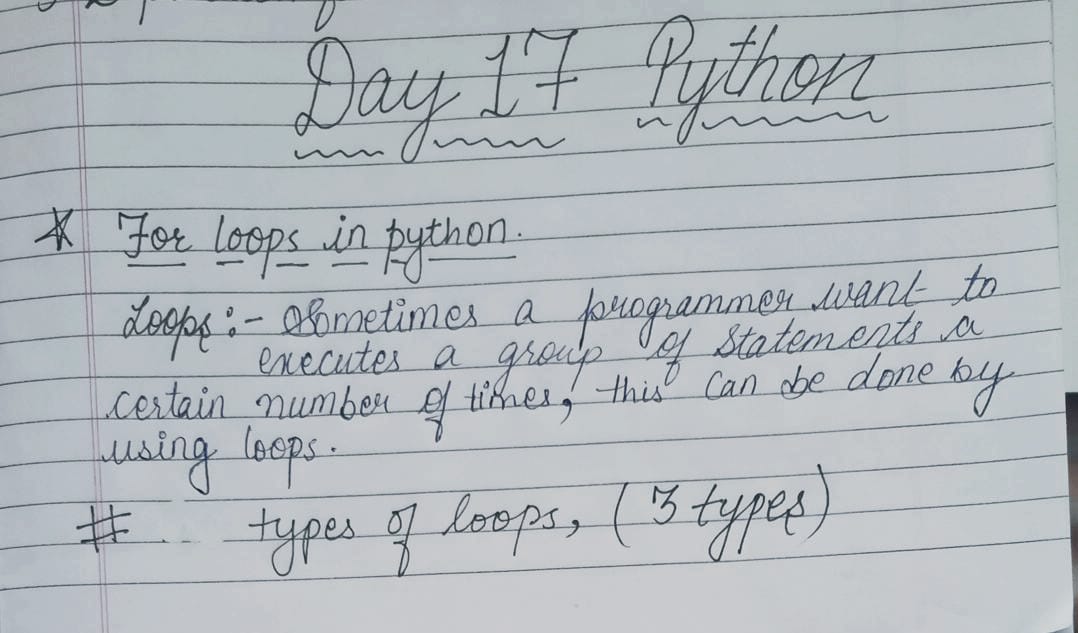 Day 17 Python
* For loops in python.
Loops :- Sometimes a programmer want to
executes a group of statements a
certain number of times, this can be done by
using loops.
# types of loops, (3 types)